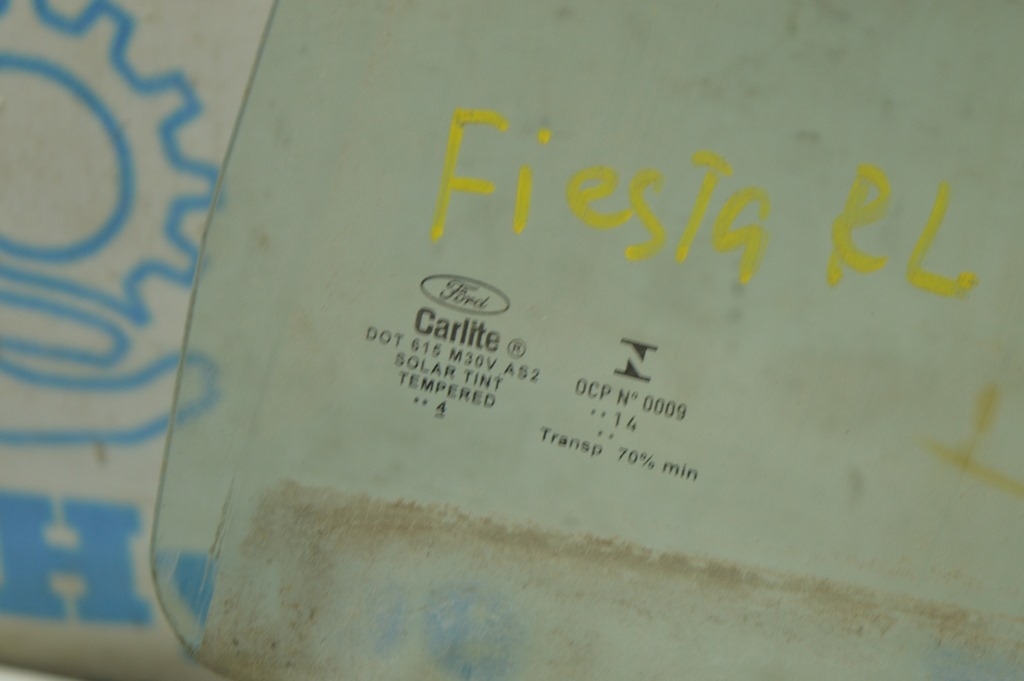 Fiesta RL
Ford
Carlite ®
DOT 615 M30V AS2
SOLAR TINT
TEMPERED
.. 4
OCP Nº 0009
.. 14
..
Transp 70% min
H